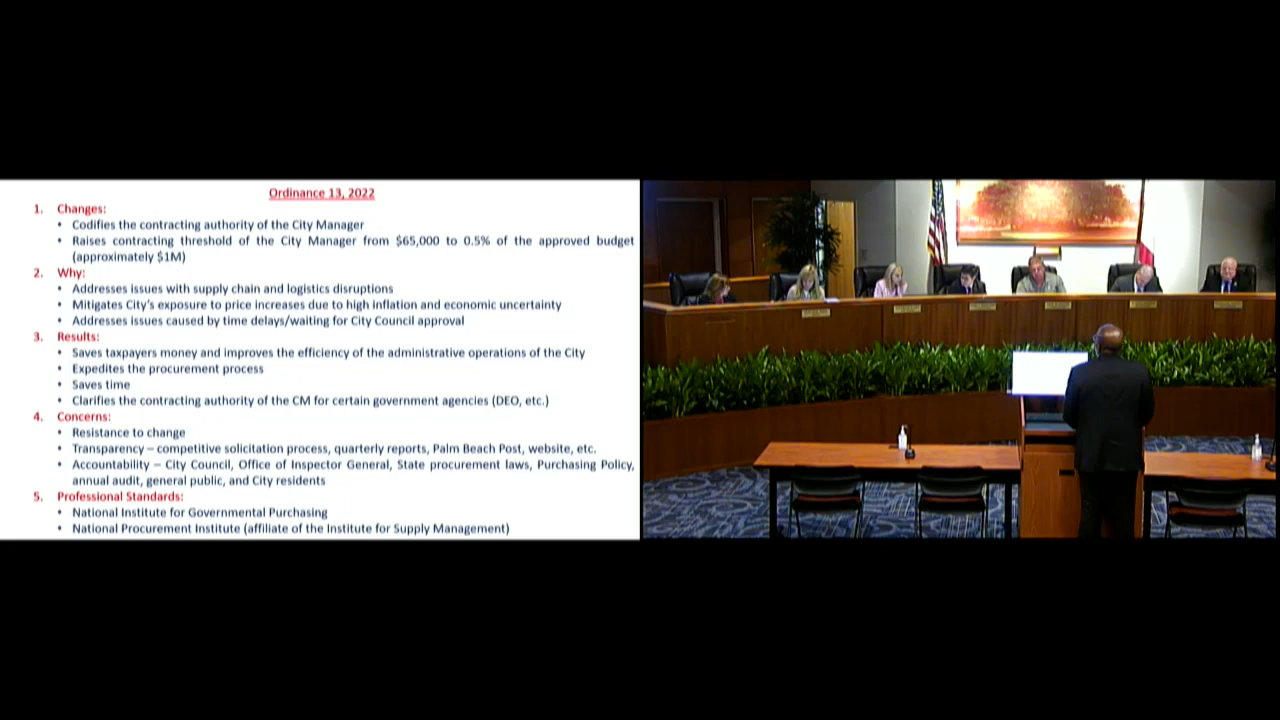 Ordinance 13, 2022
1. Changes:
• Codifies the contracting authority of the City Manager
• Raises contracting threshold of the City Manager from $65,000 to 0.5% of the approved budget
(approximately $1M)
2. Why:
• Addresses issues with supply chain and logistics disruptions
• Mitigates City's exposure to price increases due to high inflation and economic uncertainty
• Addresses issues caused by time delays/waiting for City Council approval
3. Results:
• Saves taxpayers money and improves the efficiency of the administrative operations of the City
• Expedites the procurement process
• Saves time
• Clarifies the contracting authority of the CM for certain government agencies (DEO, etc.)
4. Concerns:
• Resistance to change
• Transparency – competitive solicitation process, quarterly reports, Palm Beach Post, website, etc.
• Accountability – City Council, Office of Inspector General, State procurement laws, Purchasing Policy,
annual audit, general public, and City residents
5. Professional Standards:
• National Institute for Governmental Purchasing
• National Procurement Institute (affiliate of the Institute for Supply Management)